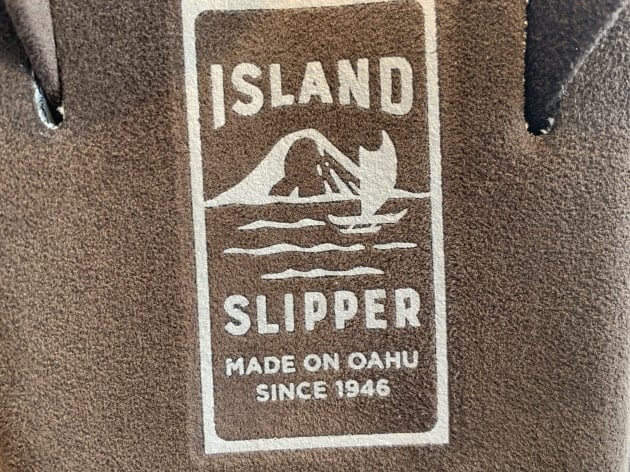 ISLAND
SLIPPER
MADE ON OAHU
SINCE 1946